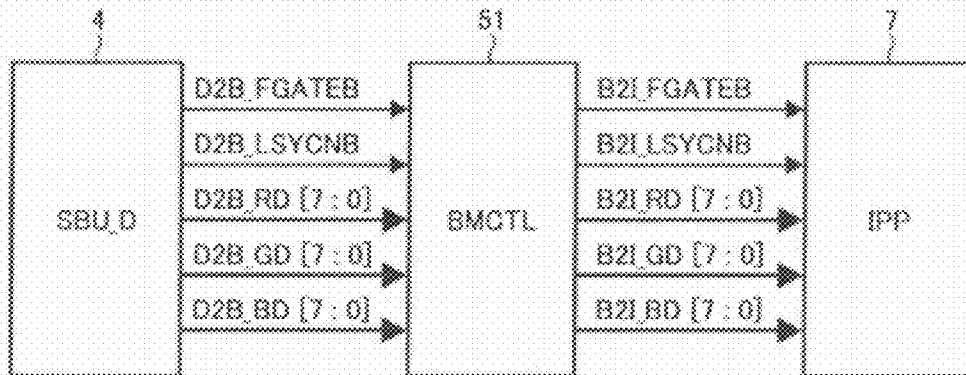 4 51 7
D2B_FGATEB B2I_FGATEB
D2B_LSYCNB B2I_LSYCNB
D2B_RD [7 : 0] B2I_RD [7 : 0]
SBU_D BMCTL IPP
D2B_GD [7 : 0] B2I_GD [7 : 0]
D2B_BD [7 : 0] B2I_BD [7 : 0]